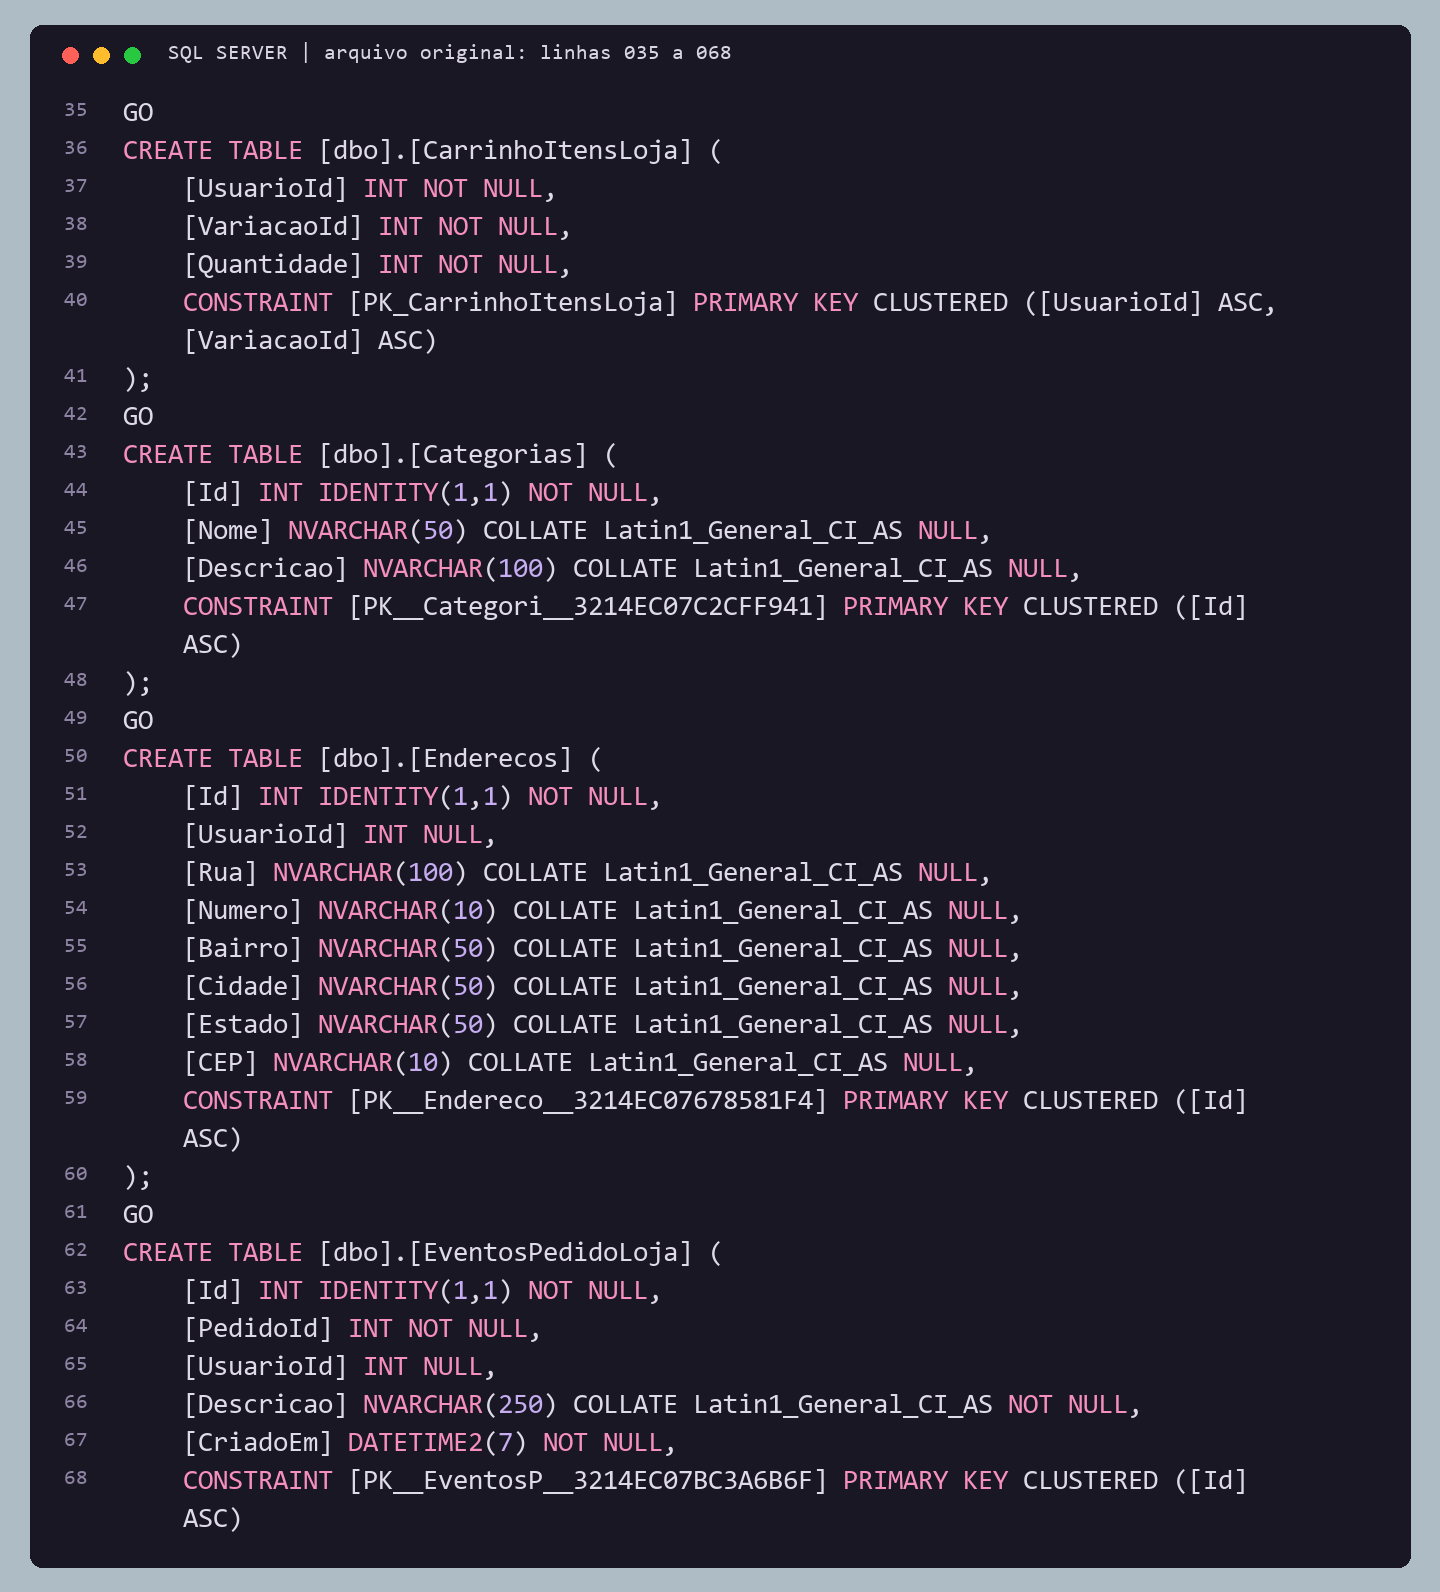 SQL SERVER | arquivo original: linhas 035 a 068
35 GO
36 CREATE TABLE [dbo].[CarrinhoItensLoja] (
37 [UsuarioId] INT NOT NULL,
38 [VariacaoId] INT NOT NULL,
39 [Quantidade] INT NOT NULL,
40 CONSTRAINT [PK_CarrinhoItensLoja] PRIMARY KEY CLUSTERED ([UsuarioId] ASC,
[VariacaoId] ASC)
41 );
42 GO
43 CREATE TABLE [dbo].[Categorias] (
44 [Id] INT IDENTITY(1,1) NOT NULL,
45 [Nome] NVARCHAR(50) COLLATE Latin1_General_CI_AS NULL,
46 [Descricao] NVARCHAR(100) COLLATE Latin1_General_CI_AS NULL,
47 CONSTRAINT [PK__Categori__3214EC07C2CFF941] PRIMARY KEY CLUSTERED ([Id]
ASC)
48 );
49 GO
50 CREATE TABLE [dbo].[Enderecos] (
51 [Id] INT IDENTITY(1,1) NOT NULL,
52 [UsuarioId] INT NULL,
53 [Rua] NVARCHAR(100) COLLATE Latin1_General_CI_AS NULL,
54 [Numero] NVARCHAR(10) COLLATE Latin1_General_CI_AS NULL,
55 [Bairro] NVARCHAR(50) COLLATE Latin1_General_CI_AS NULL,
56 [Cidade] NVARCHAR(50) COLLATE Latin1_General_CI_AS NULL,
57 [Estado] NVARCHAR(50) COLLATE Latin1_General_CI_AS NULL,
58 [CEP] NVARCHAR(10) COLLATE Latin1_General_CI_AS NULL,
59 CONSTRAINT [PK__Endereco__3214EC07678581F4] PRIMARY KEY CLUSTERED ([Id]
ASC)
60 );
61 GO
62 CREATE TABLE [dbo].[EventosPedidoLoja] (
63 [Id] INT IDENTITY(1,1) NOT NULL,
64 [PedidoId] INT NOT NULL,
65 [UsuarioId] INT NULL,
66 [Descricao] NVARCHAR(250) COLLATE Latin1_General_CI_AS NOT NULL,
67 [CriadoEm] DATETIME2(7) NOT NULL,
68 CONSTRAINT [PK__EventosP__3214EC07BC3A6B6F] PRIMARY KEY CLUSTERED ([Id]
ASC)